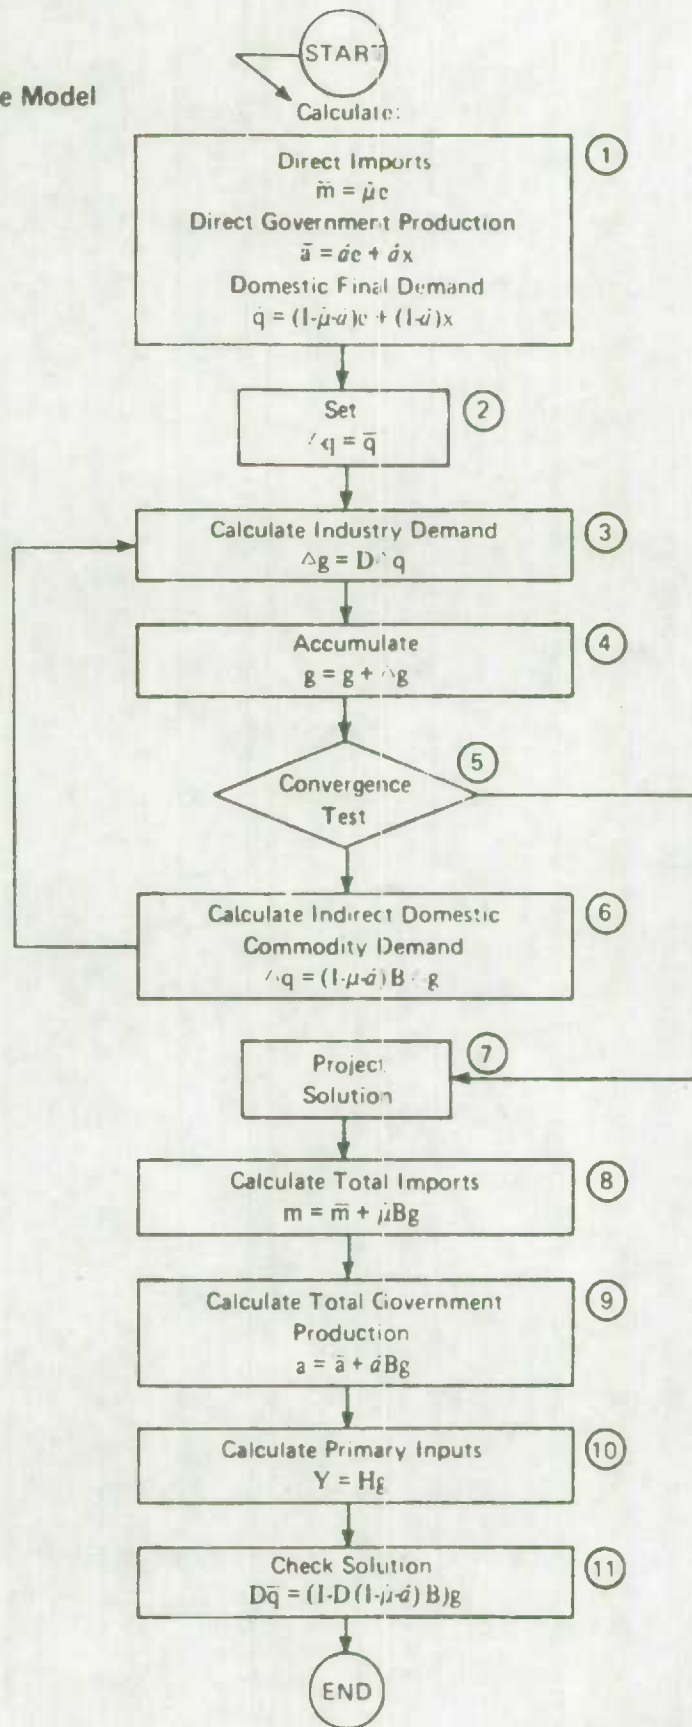 START
e Model
Calculate:
1
Direct Imports
m̄ = μ̂e
Direct Government Production
ā = α̂e + α̂x
Domestic Final Demand
q̄ = (I-μ̂-α̂)e + (I-α̂)x
Set
2
Δq = q̄
Calculate Industry Demand
3
Δg = DΔq
Accumulate
4
g = g + Δg
5
Convergence
Test
Calculate Indirect Domestic
6
Commodity Demand
Δq = (I-μ̂-α̂)BΔg
7
Project
Solution
Calculate Total Imports
8
m = m̄ + μ̂Bg
Calculate Total Government
9
Production
a = ā + α̂Bg
Calculate Primary Inputs
10
Y = Hg
Check Solution
11
Dq̄ = (I-D(I-μ̂-α̂)B)g
END